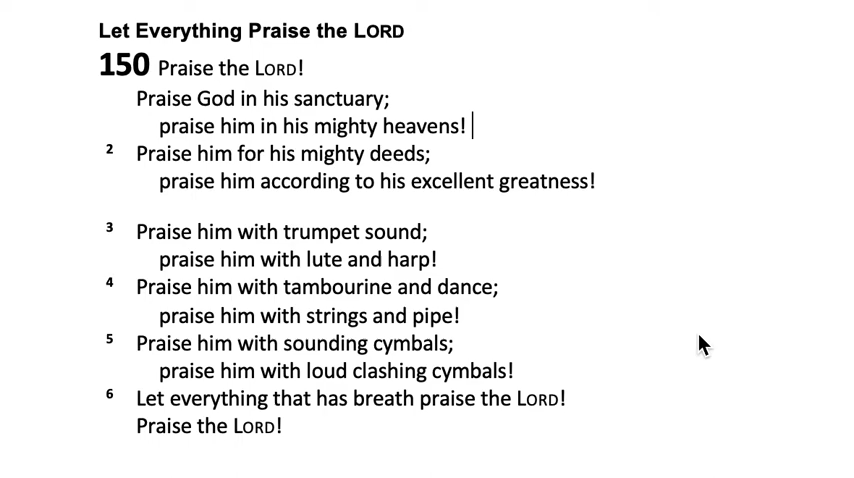 Let Everything Praise the LORD
150 Praise the LORD!
Praise God in his sanctuary;
praise him in his mighty heavens!
2 Praise him for his mighty deeds;
praise him according to his excellent greatness!
3 Praise him with trumpet sound;
praise him with lute and harp!
4 Praise him with tambourine and dance;
praise him with strings and pipe!
5 Praise him with sounding cymbals;
praise him with loud clashing cymbals!
6 Let everything that has breath praise the LORD!
Praise the LORD!